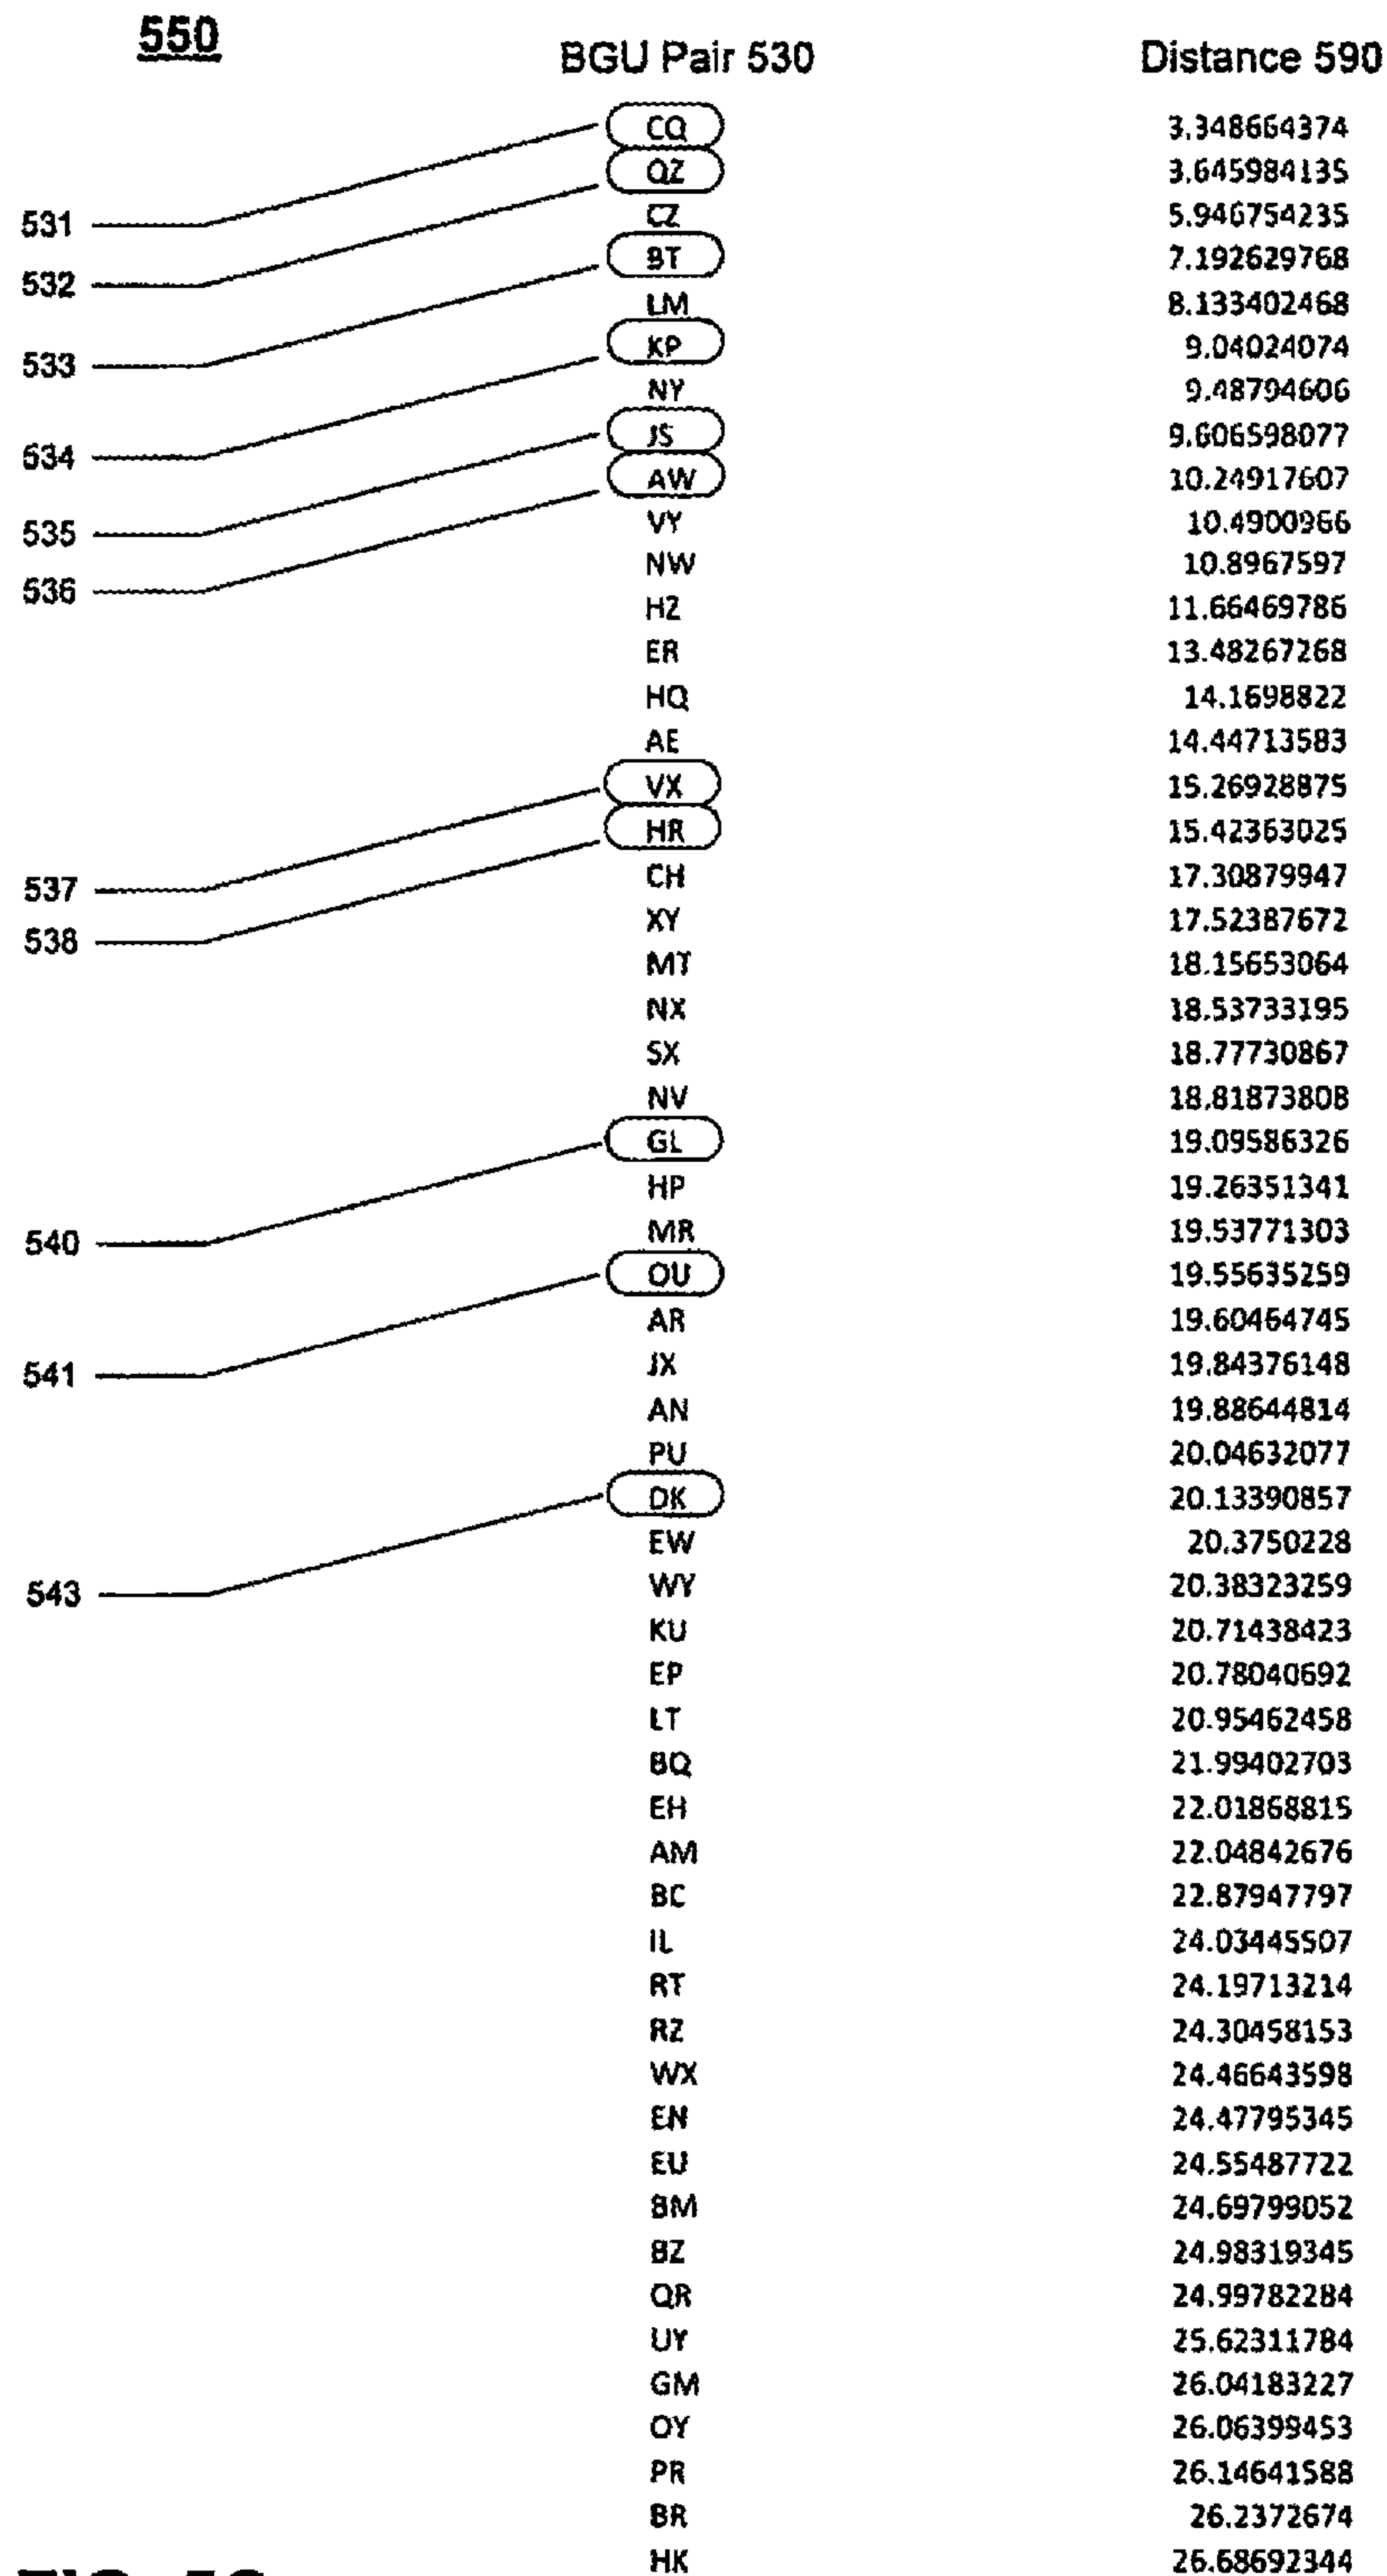 550
BGU Pair 530 Distance 590
CQ 3.348664374
QZ 3.645984135
531 CZ 5.946754235
BT 7.192629768
532 LM 8.133402468
533 KP 9.04024074
NY 9.48794606
534 JS 9.606598077
AW 10.24917607
535 VY 10.4900966
NW 10.8967597
536 HZ 11.66469786
ER 13.48267268
HQ 14.1698822
AE 14.44713583
VX 15.26928875
HR 15.42363025
537 CH 17.30879947
XY 17.52387672
538 MT 18.15653064
NX 18.53733195
SX 18.77730867
NV 18.81873808
GL 19.09586326
HP 19.26351341
540 MR 19.53771303
OU 19.55635259
AR 19.60464745
541 JX 19.84376148
AN 19.88644814
PU 20.04632077
DK 20.13390857
EW 20.3750228
543 WY 20.38323259
KU 20.71438423
EP 20.78040692
LT 20.95462458
BQ 21.99402703
EH 22.01868815
AM 22.04842676
BC 22.87947797
IL 24.03445507
RT 24.19713214
RZ 24.30458153
WX 24.46643598
EN 24.47795345
EU 24.55487722
BM 24.69799052
BZ 24.98319345
QR 24.99782284
UY 25.62311784
GM 26.04183227
OY 26.06399453
PR 26.14641588
BR 26.2372674
HK 26.68692344